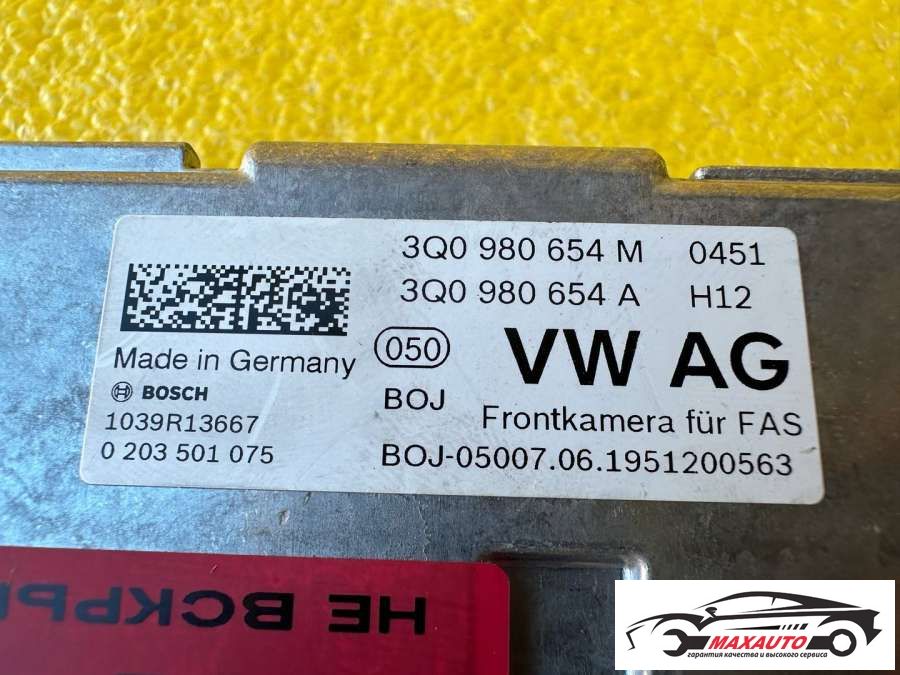 3Q0 980 654 M 0451
3Q0 980 654 A H12
Made in Germany
050
VW AG
BOSCH
BOJ
Frontkamera für FAS
1039R13667
0 203 501 075
BOJ-05007.06.1951200563
НЕ ВСКРЫ
MAXAUTO
гарантия качества и высокого сервиса